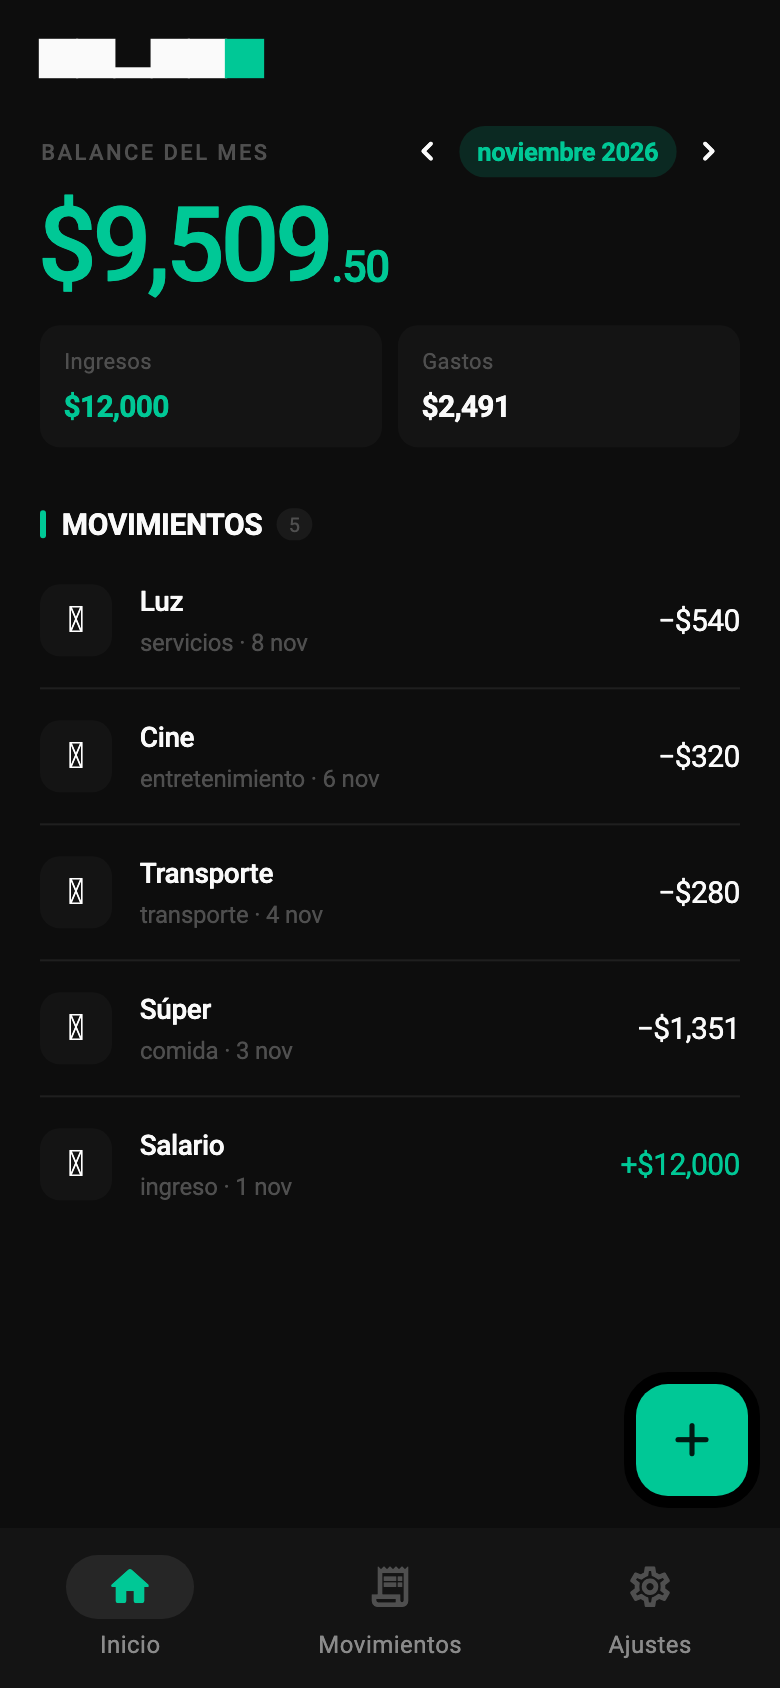 BALANCE DEL MES
noviembre 2026
$9,509.50
Ingresos
$12,000
Gastos
$2,491
MOVIMIENTOS 5
Luz
servicios · 8 nov
−$540
Cine
entretenimiento · 6 nov
−$320
Transporte
transporte · 4 nov
−$280
Súper
comida · 3 nov
−$1,351
Salario
ingreso · 1 nov
+$12,000
Inicio
Movimientos
Ajustes